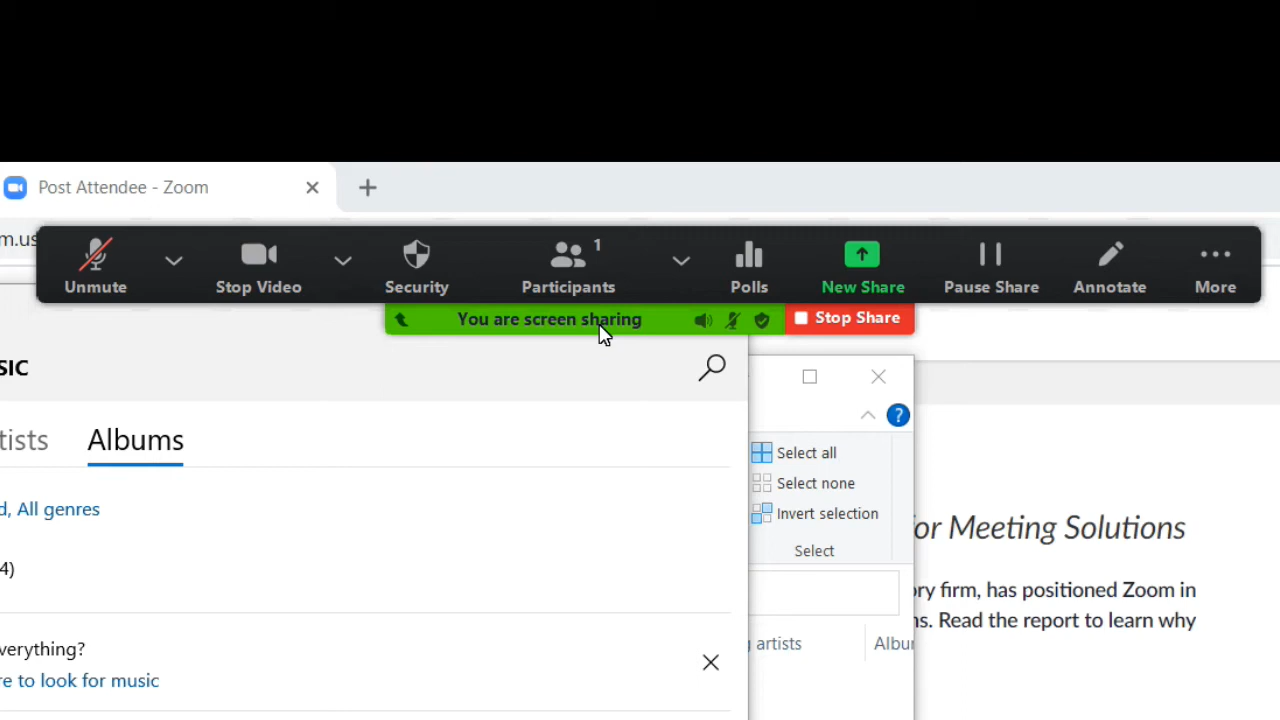 Post Attendee - Zoom
m.us
Unmute
Stop Video
Security
Participants
1
Polls
New Share
Pause Share
Annotate
More
You are screen sharing
Stop Share
SIC
tists
Albums
d, All genres
4)
verything?
re to look for music
?
Select all
Select none
Invert selection
Select
artists
Albu
or Meeting Solutions
ory firm, has positioned Zoom in
ns. Read the report to learn why